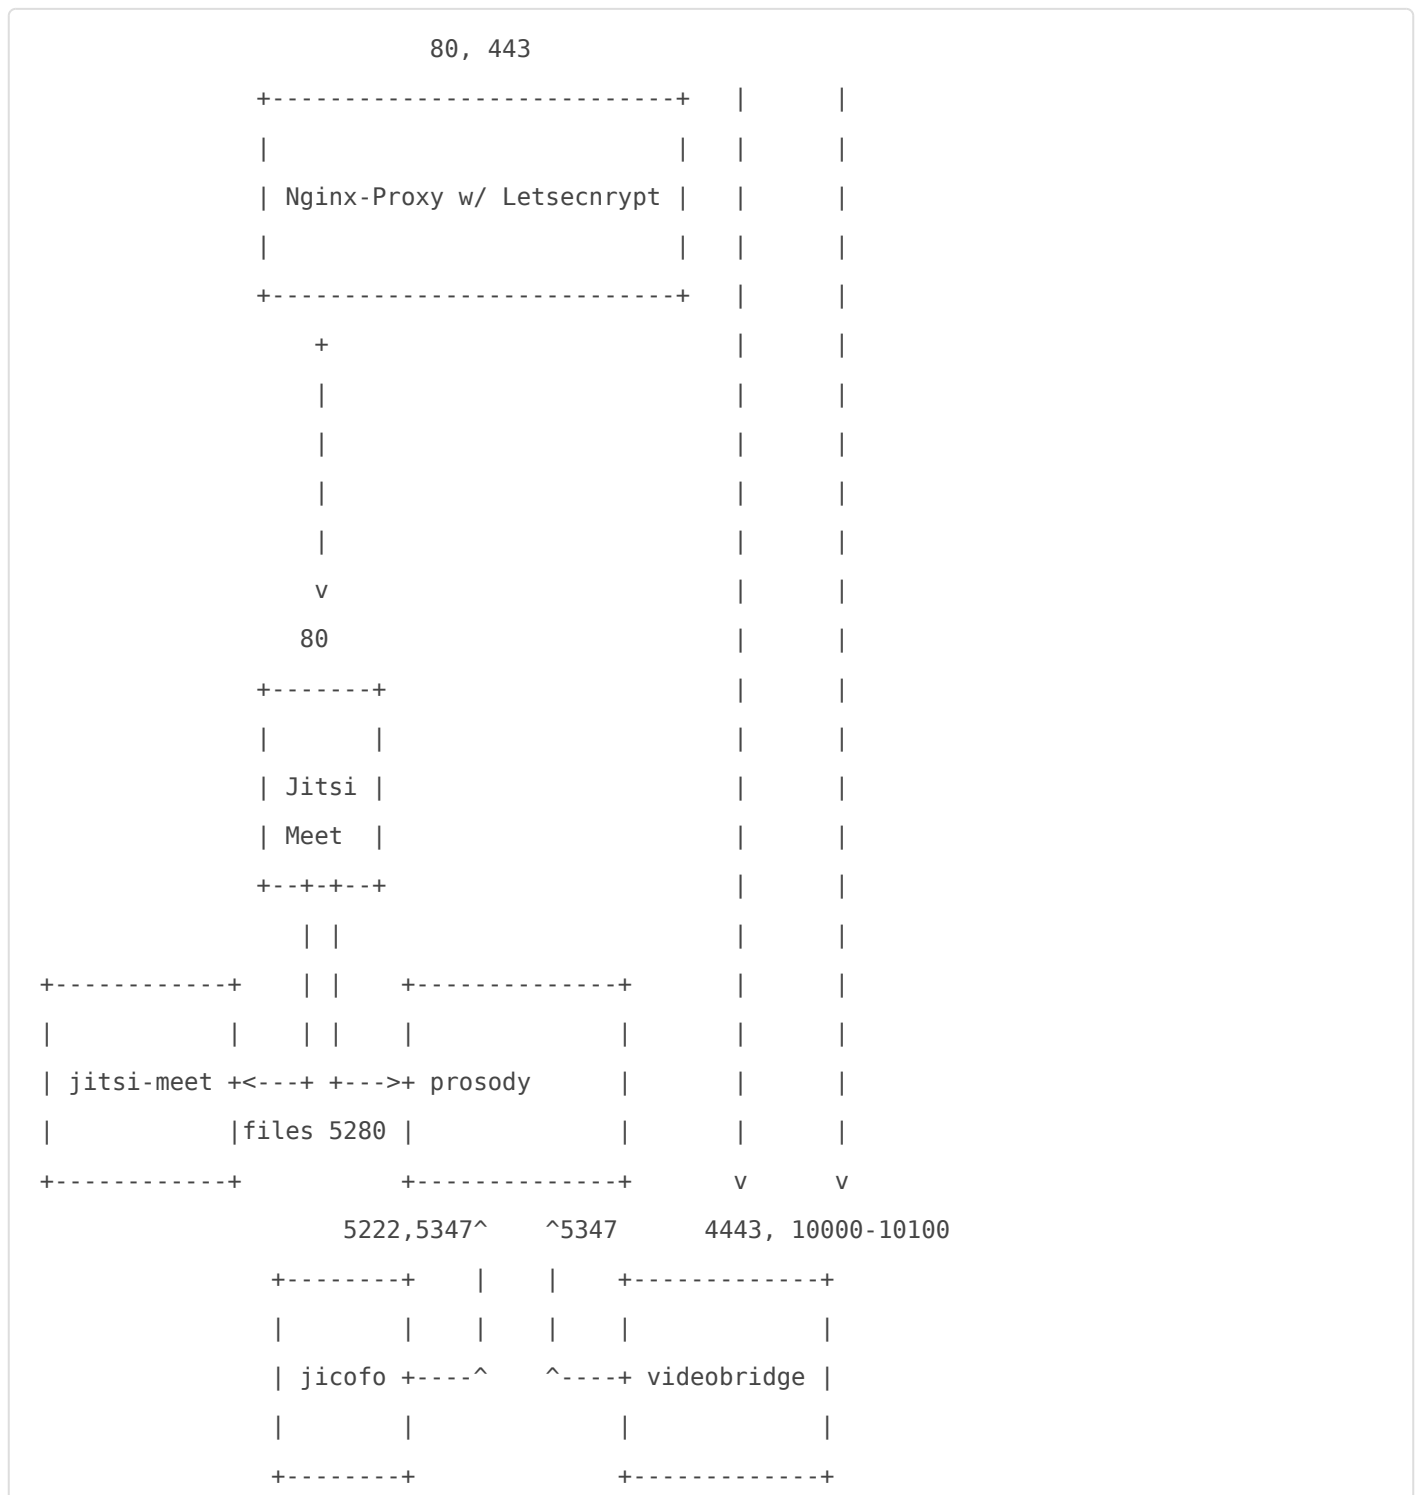 80, 443
Nginx-Proxy w/ Letsecnrypt
80
Jitsi
Meet
jitsi-meet prosody
files 5280
5222,5347^ ^5347 4443, 10000-10100
jicofo videobridge